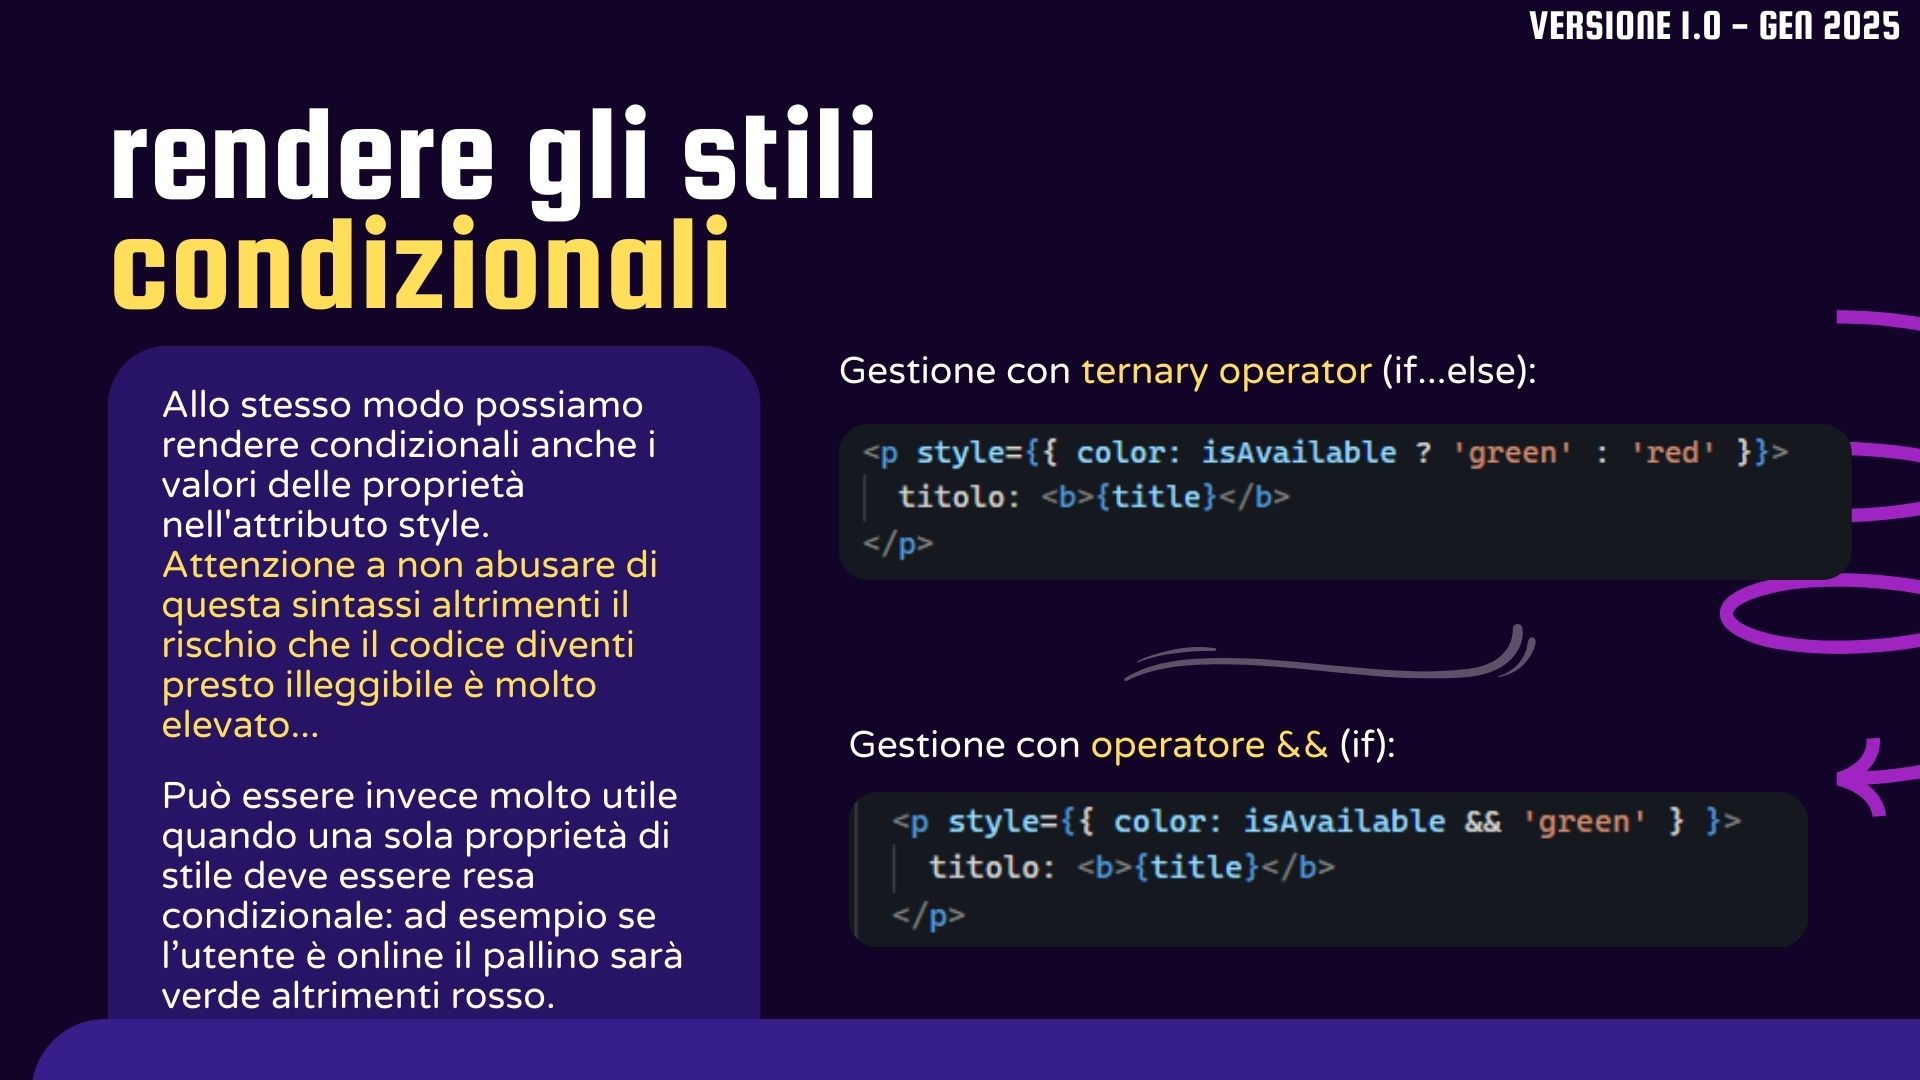 VERSIONE 1.0 - GEN 2025
rendere gli stili
condizionali
Allo stesso modo possiamo
rendere condizionali anche i
valori delle proprietà
nell'attributo style.
Attenzione a non abusare di
questa sintassi altrimenti il
rischio che il codice diventi
presto illeggibile è molto
elevato...
Può essere invece molto utile
quando una sola proprietà di
stile deve essere resa
condizionale: ad esempio se
l’utente è online il pallino sarà
verde altrimenti rosso.
Gestione con ternary operator (if...else):
<p style={{ color: isAvailable ? 'green' : 'red' }}>
titolo: <b>{title}</b>
</p>
Gestione con operatore && (if):
<p style={{ color: isAvailable && 'green' } }>
titolo: <b>{title}</b>
</p>